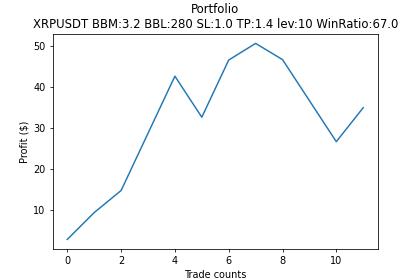 Portfolio
XRPUSDT BBM:3.2 BBL:280 SL:1.0 TP:1.4 lev:10 WinRatio:67.0
50
40
30
20
10
Profit ($)
0 2 4 6 8 10
Trade counts